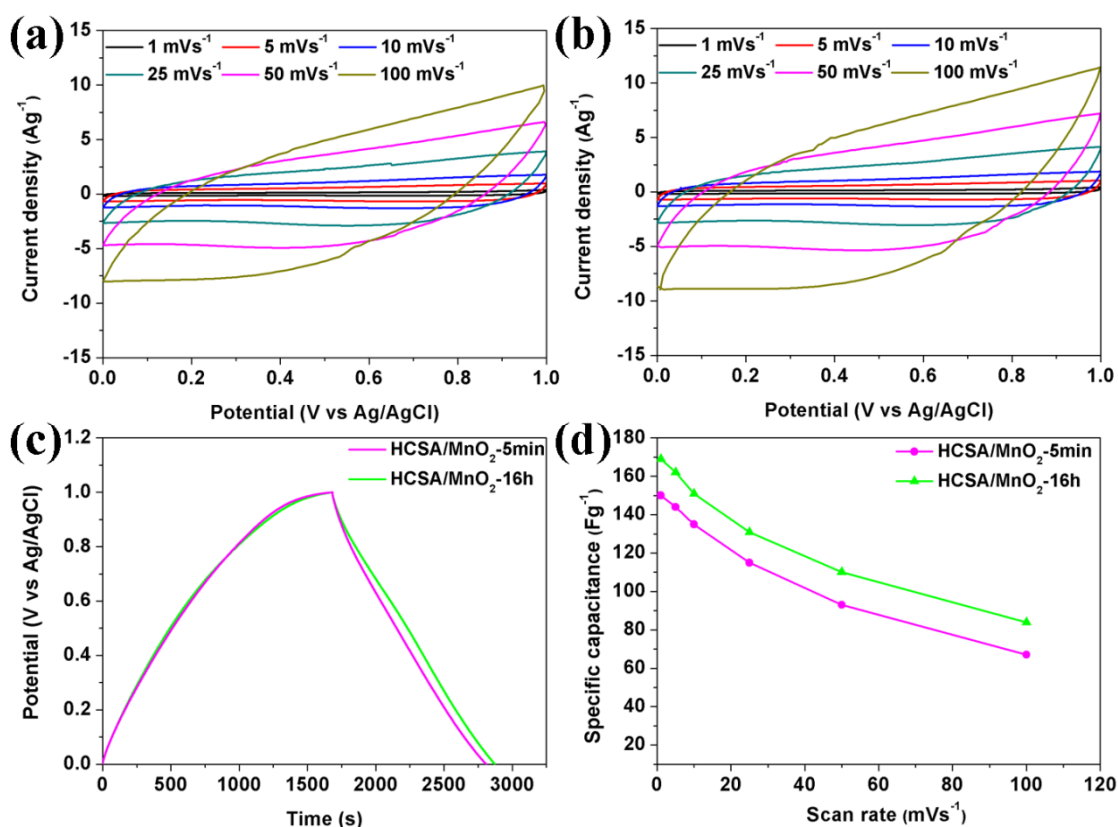 (a)
1 mVs⁻¹ 5 mVs⁻¹ 10 mVs⁻¹
25 mVs⁻¹ 50 mVs⁻¹ 100 mVs⁻¹
15
10
5
0
-5
-10
-15
Current density (Ag⁻¹)
0.0 0.2 0.4 0.6 0.8 1.0
Potential (V vs Ag/AgCl)
(b)
1 mVs⁻¹ 5 mVs⁻¹ 10 mVs⁻¹
25 mVs⁻¹ 50 mVs⁻¹ 100 mVs⁻¹
15
10
5
0
-5
-10
-15
Current density (Ag⁻¹)
0.0 0.2 0.4 0.6 0.8 1.0
Potential (V vs Ag/AgCl)
(c)
HCSA/MnO₂-5min
HCSA/MnO₂-16h
1.2
1.0
0.8
0.6
0.4
0.2
0.0
Potential (V vs Ag/AgCl)
0 500 1000 1500 2000 2500 3000
Time (s)
(d)
HCSA/MnO₂-5min
HCSA/MnO₂-16h
180
160
140
120
100
80
60
40
20
Specific capacitance (Fg⁻¹)
0 20 40 60 80 100 120
Scan rate (mVs⁻¹)